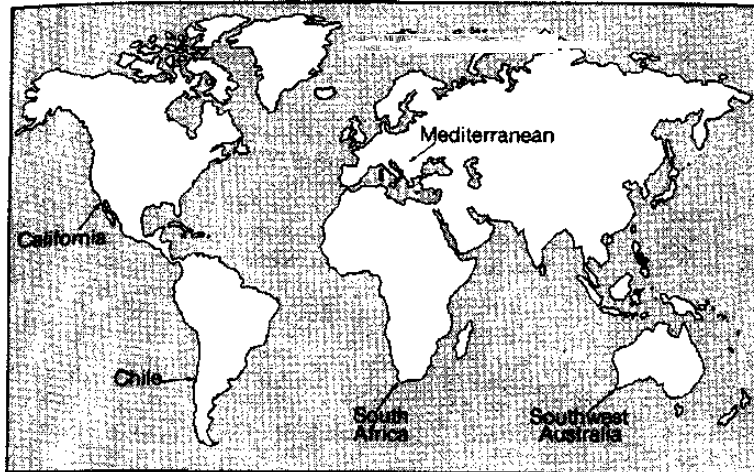 Mediterranean
California
Chile
South
Africa
Southwest
Australia